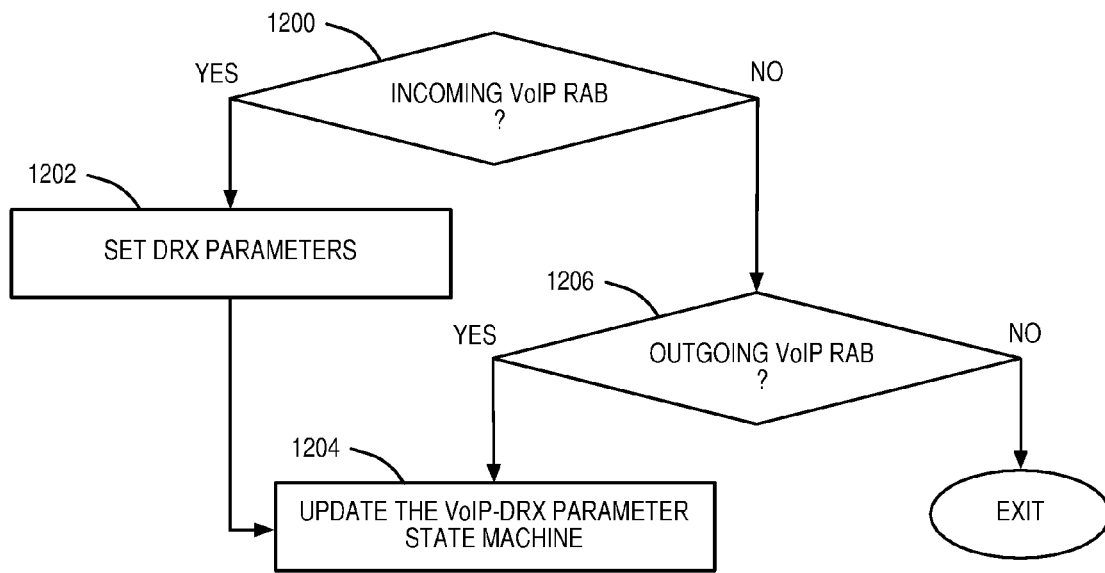 1200
YES
INCOMING VoIP RAB
?
NO
1202
SET DRX PARAMETERS
1206
YES
OUTGOING VoIP RAB
?
NO
1204
UPDATE THE VoIP-DRX PARAMETER
STATE MACHINE
EXIT